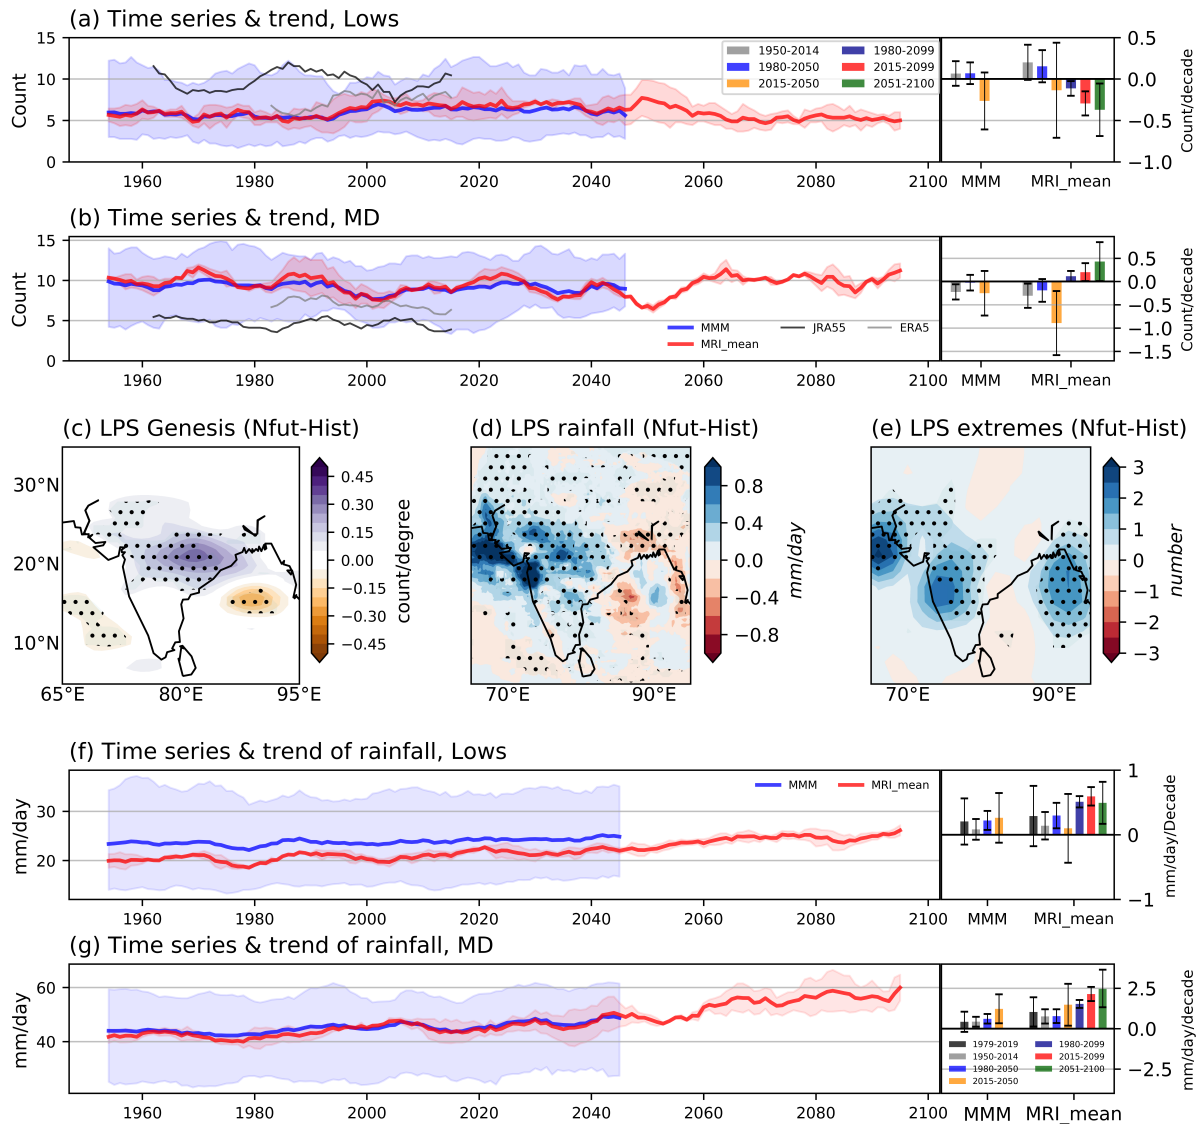 (a) Time series & trend, Lows
15
10
5
0
Count
1950-2014
1980-2050
2015-2050
1980-2099
2015-2099
2051-2100
0.5
0.0
−0.5
−1.0
Count/decade
1960
1980
2000
2020
2040
2060
2080
2100
MMM
MRI_mean
(b) Time series & trend, MD
15
10
5
0
Count
MMM
MRI_mean
JRA55
ERA5
0.5
0.0
−0.5
−1.0
−1.5
Count/decade
1960
1980
2000
2020
2040
2060
2080
2100
MMM
MRI_mean
(c) LPS Genesis (Nfut-Hist)
30°N
20°N
10°N
65°E
80°E
95°E
0.45
0.30
0.15
0.00
−0.15
−0.30
−0.45
count/degree
(d) LPS rainfall (Nfut-Hist)
70°E
90°E
0.8
0.4
0.0
−0.4
−0.8
mm/day
(e) LPS extremes (Nfut-Hist)
70°E
90°E
3
2
1
0
−1
−2
−3
number
(f) Time series & trend of rainfall, Lows
30
20
mm/day
MMM
MRI_mean
1
0
−1
mm/day/Decade
1960
1980
2000
2020
2040
2060
2080
2100
MMM
MRI_mean
(g) Time series & trend of rainfall, MD
60
40
mm/day
2.5
0.0
−2.5
mm/day/decade
1979-2019
1950-2014
1980-2050
2015-2050
1980-2099
2015-2099
2051-2100
1960
1980
2000
2020
2040
2060
2080
2100
MMM
MRI_mean